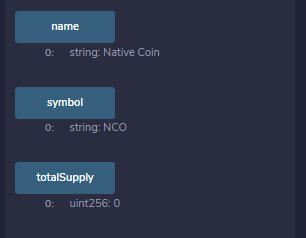 name
0: string: Native Coin
symbol
0: string: NCO
totalSupply
0: uint256: 0